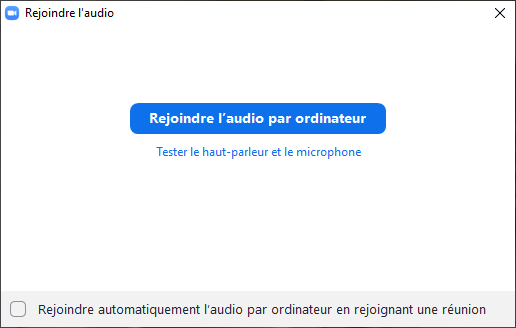 Rejoindre l'audio
Rejoindre l’audio par ordinateur
Tester le haut-parleur et le microphone
Rejoindre automatiquement l’audio par ordinateur en rejoignant une réunion